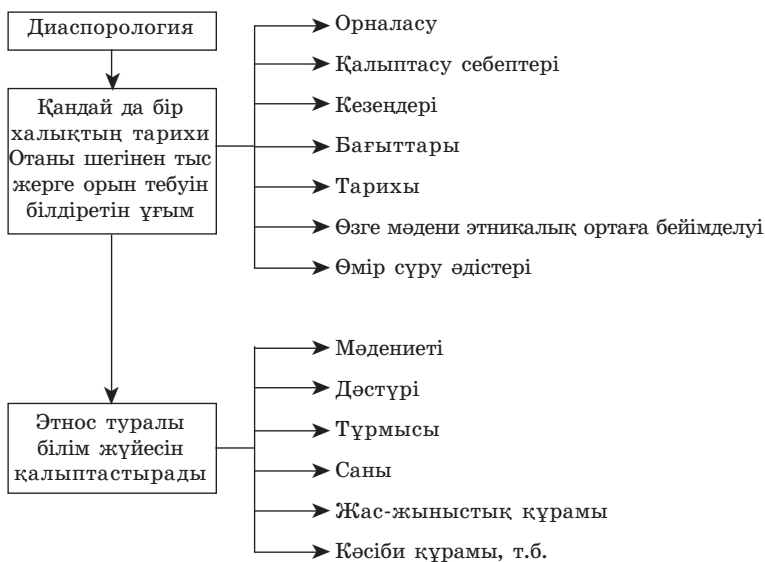 Диаспорология
Қандай да бір
халықтың тарихи
Отаны шегінен тыс
жерге орын тебуін
білдіретін ұғым
Орналасу
Қалыптасу себептері
Кезеңдері
Бағыттары
Тарихы
Өзге мәдени этникалық ортаға бейімделуі
Өмір сүру әдістері
Этнос туралы
білім жүйесін
қалыптастырады
Мәдениеті
Дәстүрі
Тұрмысы
Саны
Жас-жыныстық құрамы
Кәсіби құрамы, т.б.